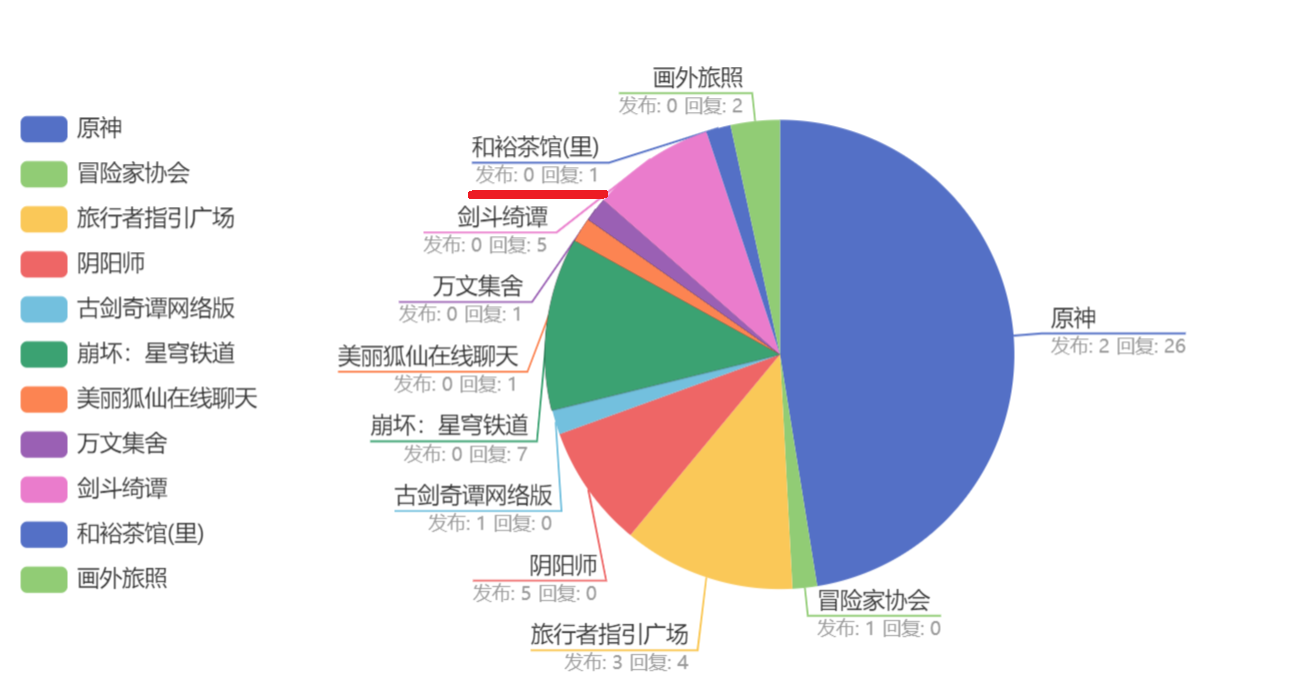 原神
冒险家协会
旅行者指引广场
阴阳师
古剑奇谭网络版
崩坏：星穹铁道
美丽狐仙在线聊天
万文集舍
剑斗绮谭
和裕茶馆(里)
画外旅照
画外旅照
发布: 0 回复: 2
和裕茶馆(里)
发布: 0 回复: 1
剑斗绮谭
发布: 0 回复: 5
万文集舍
发布: 0 回复: 1
美丽狐仙在线聊天
发布: 0 回复: 1
崩坏：星穹铁道
发布: 0 回复: 7
古剑奇谭网络版
发布: 1 回复: 0
阴阳师
发布: 5 回复: 0
旅行者指引广场
发布: 3 回复: 4
原神
发布: 2 回复: 26
冒险家协会
发布: 1 回复: 0